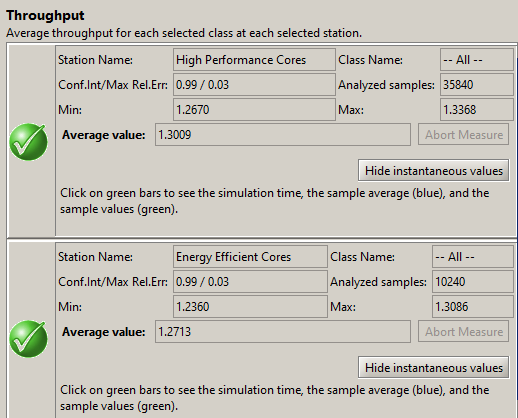 Throughput
Average throughput for each selected class at each selected station.
Station Name: High Performance Cores Class Name: -- All --
Conf.Int/Max Rel.Err: 0.99 / 0.03 Analyzed samples: 35840
Min: 1.2670 Max: 1.3368
Average value: 1.3009 Abort Measure
Hide instantaneous values
Click on green bars to see the simulation time, the sample average (blue), and the
sample values (green).
Station Name: Energy Efficient Cores Class Name: -- All --
Conf.Int/Max Rel.Err: 0.99 / 0.03 Analyzed samples: 10240
Min: 1.2360 Max: 1.3086
Average value: 1.2713 Abort Measure
Hide instantaneous values
Click on green bars to see the simulation time, the sample average (blue), and the
sample values (green).